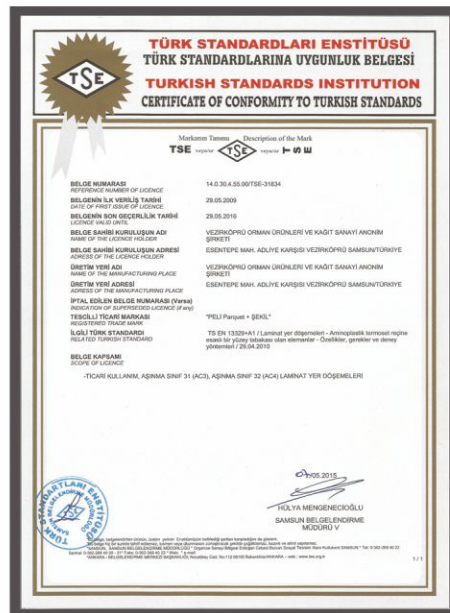 TÜRK STANDARDLARI ENSTİTÜSÜ
TÜRK STANDARDLARINA UYGUNLUK BELGESİ
TURKISH STANDARDS INSTITUTION
CERTIFICATE OF CONFORMITY TO TURKISH STANDARDS
TSE
Markanın Tanımı Description of the Mark
TSE veya/or TSE veya/or TSE
BELGE NUMARASI 14.0.30.4.55.00/TSE-31834
REFERENCE NUMBER OF LICENCE
BELGENİN İLK VERİLİŞ TARİHİ 29.05.2009
DATE OF FIRST ISSUE OF LICENCE
BELGENİN SON GEÇERLİLİK TARİHİ 29.05.2016
LICENCE VALID UNTIL
BELGE SAHİBİ KURULUŞUN ADI VEZİRKÖPRÜ ORMAN ÜRÜNLERİ VE KAĞIT SANAYİ ANONİM
NAME OF THE LICENCE HOLDER ŞİRKETİ
BELGE SAHİBİ KURULUŞUN ADRESİ ESENTEPE MAH. ADLİYE KARŞISI VEZİRKÖPRÜ SAMSUN/TÜRKİYE
ADRESS OF THE LICENCE HOLDER
ÜRETİM YERİ ADI VEZİRKÖPRÜ ORMAN ÜRÜNLERİ VE KAĞIT SANAYİ ANONİM
NAME OF THE MANUFACTURING PLACE ŞİRKETİ
ÜRETİM YERİ ADRESİ ESENTEPE MAH. ADLİYE KARŞISI VEZİRKÖPRÜ SAMSUN/TÜRKİYE
ADRESS OF THE MANUFACTURING PLACE
İPTAL EDİLEN BELGE NUMARASI (Varsa)
INDICATION OF SUPERSEDED LICENCE (if any)
TESCİLLİ TİCARİ MARKASI "PELİ Parquet + ŞEKİL"
REGISTERED TRADE MARK
İLGİLİ TÜRK STANDARDI TS EN 13329+A1 / Laminat yer döşemeleri - Aminoplastik termoset reçine
RELATED TURKISH STANDARD esaslı bir yüzey tabakası olan elemanlar - Özellikler, gerekler ve deney
yöntemleri / 29.04.2010
BELGE KAPSAMI
SCOPE OF LICENCE
-TİCARİ KULLANIM, AŞINMA SINIF 31 (AC3), AŞINMA SINIF 32 (AC4) LAMİNAT YER DÖŞEMELERİ
/05.2015
HÜLYA MENGENECİOĞLU
SAMSUN BELGELENDİRME
MÜDÜRÜ V
1/1